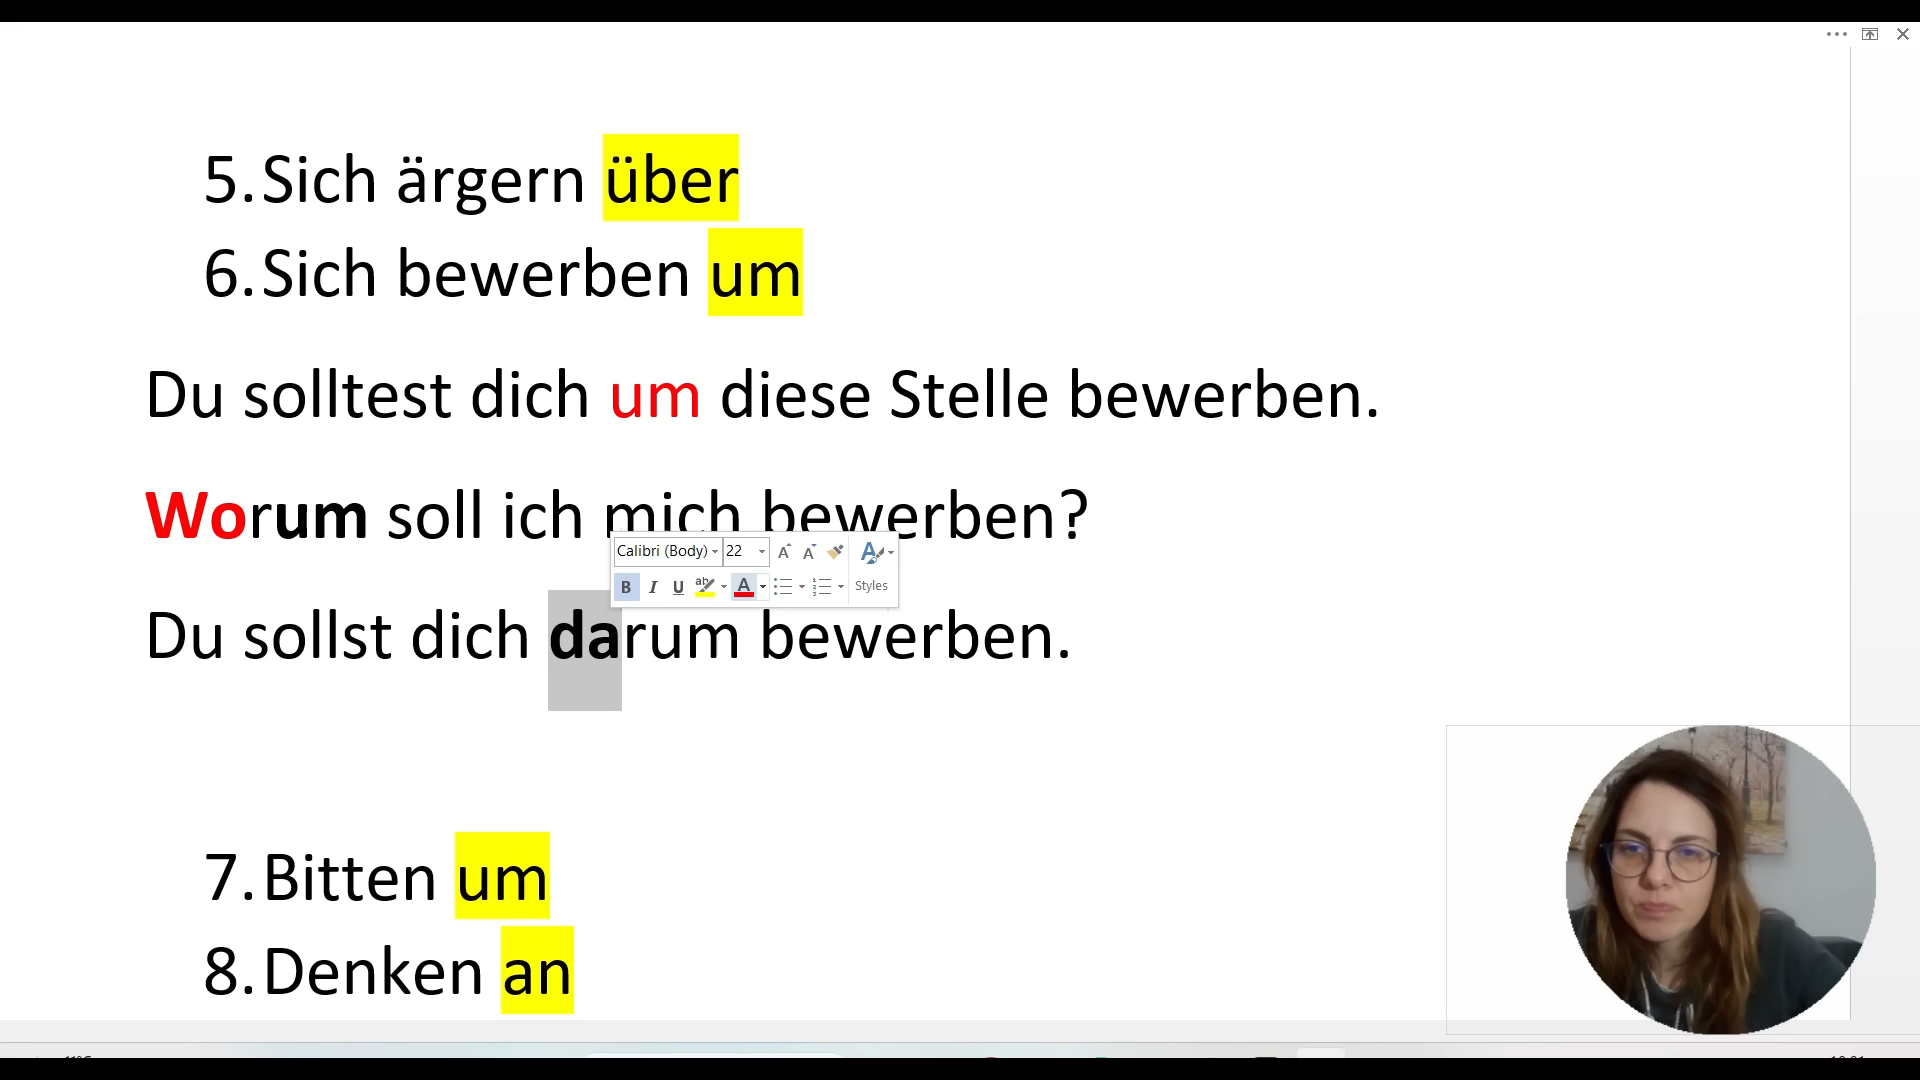 5. Sich ärgern über
6. Sich bewerben um
Du solltest dich um diese Stelle bewerben.
Worum soll ich mich bewerben?
Calibri (Body) 22 A A A
B I U ab A Styles
Du sollst dich darum bewerben.
7. Bitten um
8. Denken an